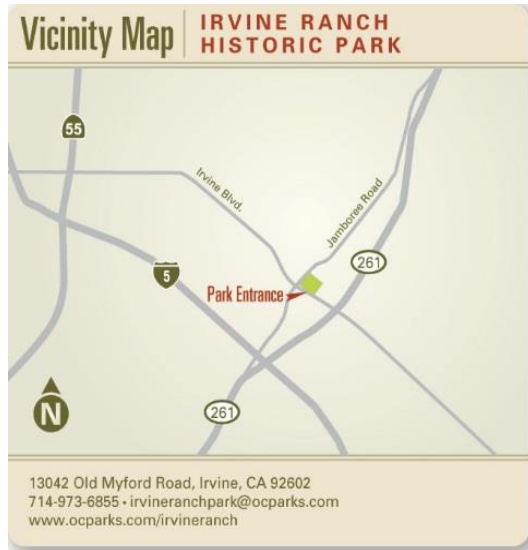 Vicinity Map
IRVINE RANCH
HISTORIC PARK
55
Irvine Blvd.
Jamboree Road
261
5
Park Entrance
261
N
13042 Old Myford Road, Irvine, CA 92602
714-973-6855 • irvineranchpark@ocparks.com
www.ocparks.com/irvineranch